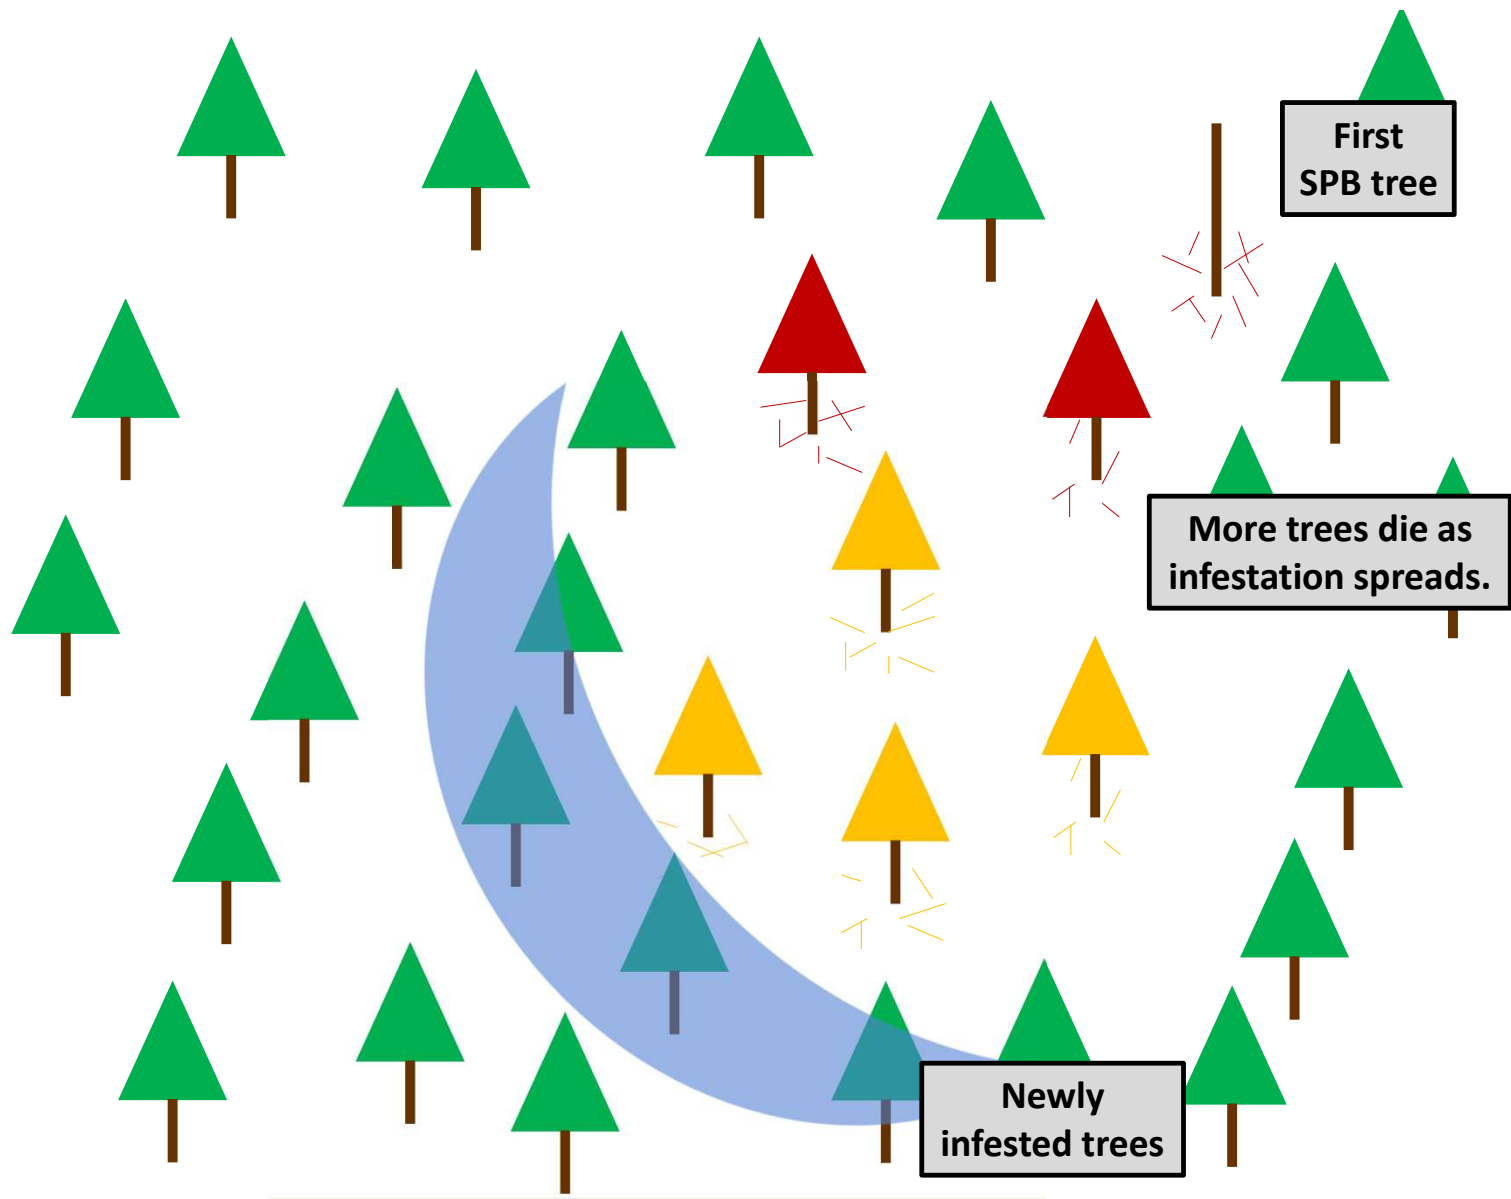 First
SPB tree
More trees die as
infestation spreads.
Newly
infested trees